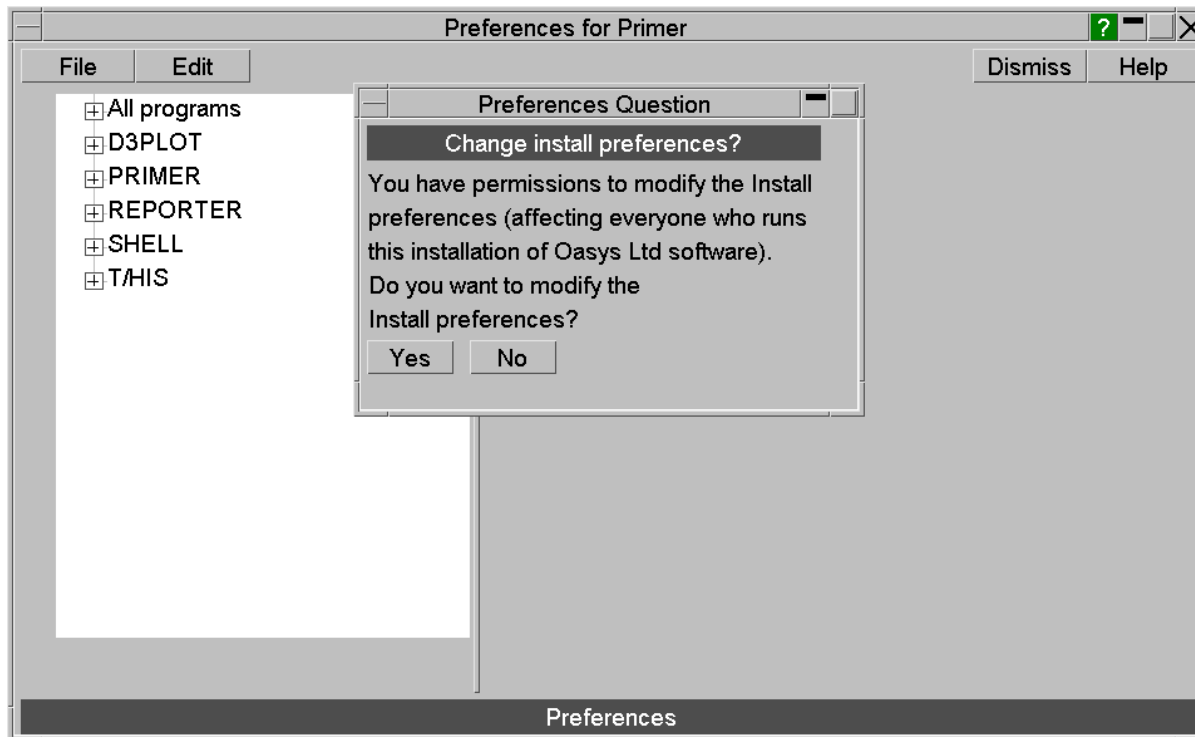 Preferences for Primer
?
File Edit Dismiss Help
All programs
D3PLOT
PRIMER
REPORTER
SHELL
T/HIS
Preferences Question
Change install preferences?
You have permissions to modify the Install
preferences (affecting everyone who runs
this installation of Oasys Ltd software).
Do you want to modify the
Install preferences?
Yes No
Preferences